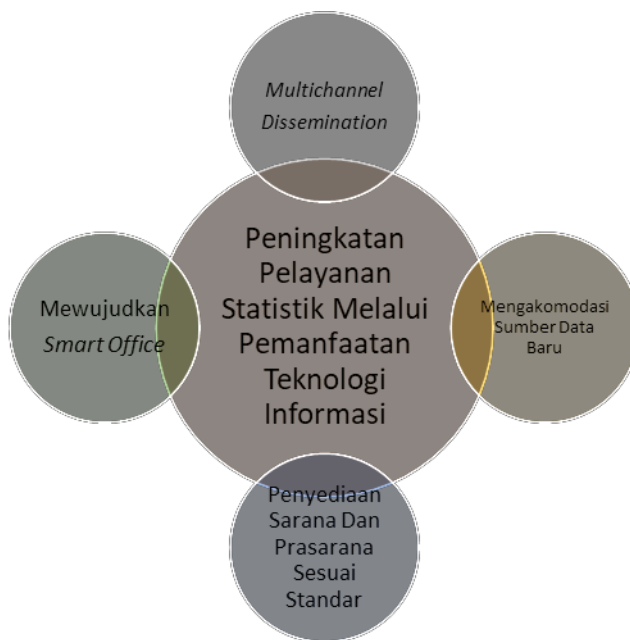 Multichannel
Dissemination
Peningkatan
Pelayanan
Statistik Melalui
Pemanfaatan
Teknologi
Informasi
Mewujudkan
Smart Office
Mengakomodasi
Sumber Data
Baru
Penyediaan
Sarana Dan
Prasarana
Sesuai
Standar